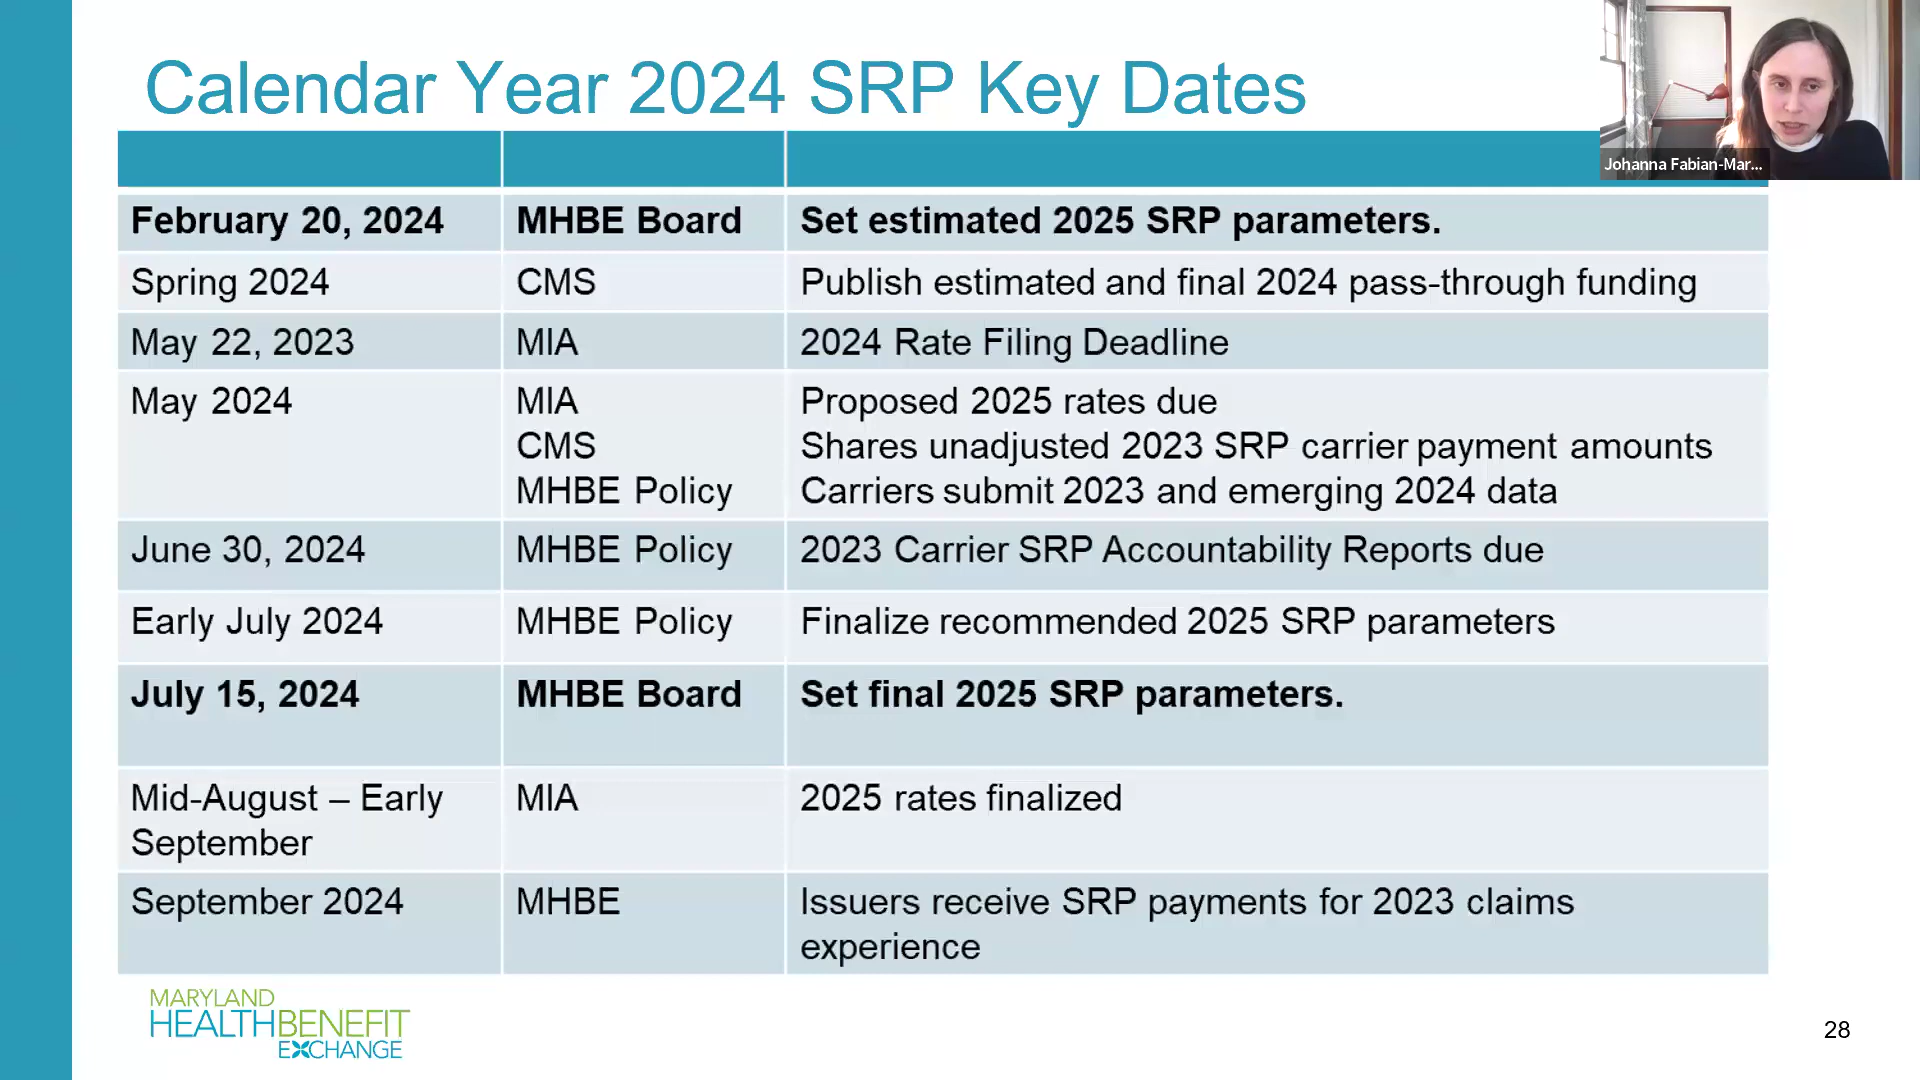 Calendar Year 2024 SRP Key Dates
Johanna Fabian-Mar...
February 20, 2024 MHBE Board Set estimated 2025 SRP parameters.
Spring 2024 CMS Publish estimated and final 2024 pass-through funding
May 22, 2023 MIA 2024 Rate Filing Deadline
May 2024 MIA Proposed 2025 rates due
CMS Shares unadjusted 2023 SRP carrier payment amounts
MHBE Policy Carriers submit 2023 and emerging 2024 data
June 30, 2024 MHBE Policy 2023 Carrier SRP Accountability Reports due
Early July 2024 MHBE Policy Finalize recommended 2025 SRP parameters
July 15, 2024 MHBE Board Set final 2025 SRP parameters.
Mid-August – Early MIA 2025 rates finalized
September
September 2024 MHBE Issuers receive SRP payments for 2023 claims
experience
MARYLAND
HEALTHBENEFIT
EXCHANGE
28